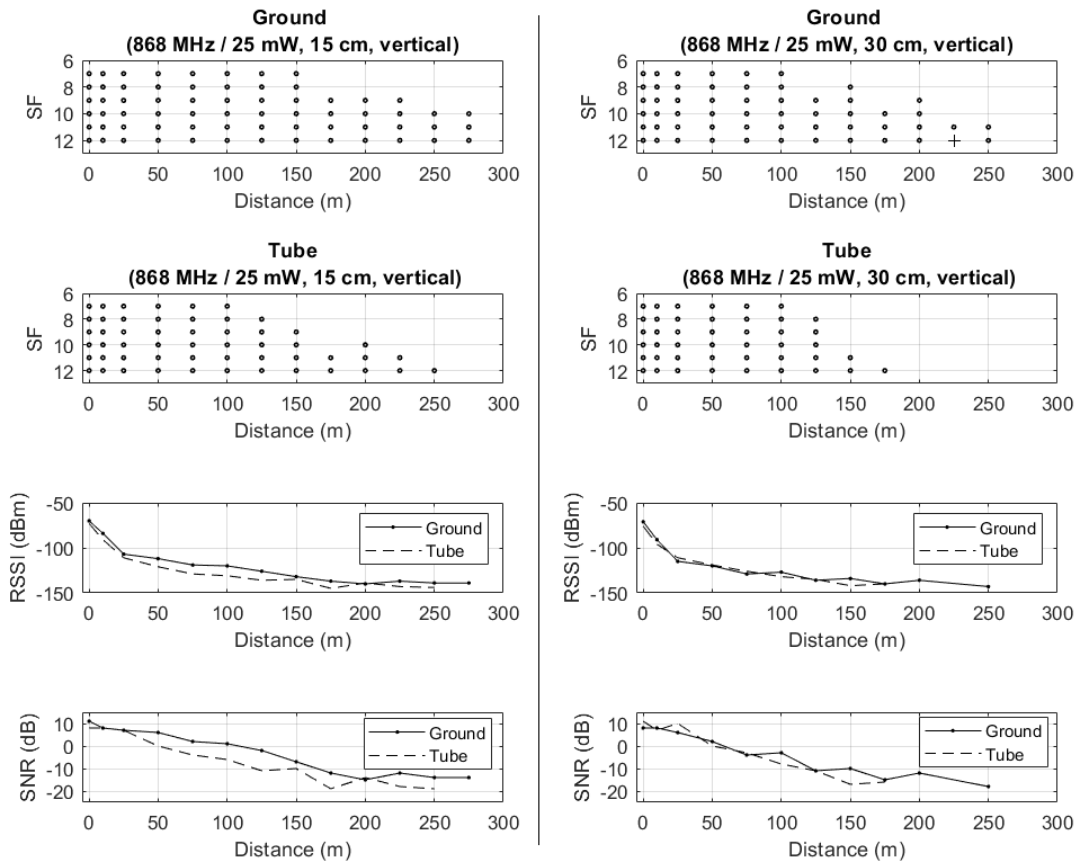 Ground
(868 MHz / 25 mW, 15 cm, vertical)
6
8
10
12
SF
0 50 100 150 200 250 300
Distance (m)
Tube
(868 MHz / 25 mW, 15 cm, vertical)
6
8
10
12
SF
0 50 100 150 200 250 300
Distance (m)
-50
-100
-150
RSSI (dBm)
Ground
Tube
0 50 100 150 200 250 300
Distance (m)
10
0
-10
-20
SNR (dB)
Ground
Tube
0 50 100 150 200 250 300
Distance (m)
Ground
(868 MHz / 25 mW, 30 cm, vertical)
6
8
10
12
SF
0 50 100 150 200 250 300
Distance (m)
Tube
(868 MHz / 25 mW, 30 cm, vertical)
6
8
10
12
SF
0 50 100 150 200 250 300
Distance (m)
-50
-100
-150
RSSI (dBm)
Ground
Tube
0 50 100 150 200 250 300
Distance (m)
10
0
-10
-20
SNR (dB)
Ground
Tube
0 50 100 150 200 250 300
Distance (m)